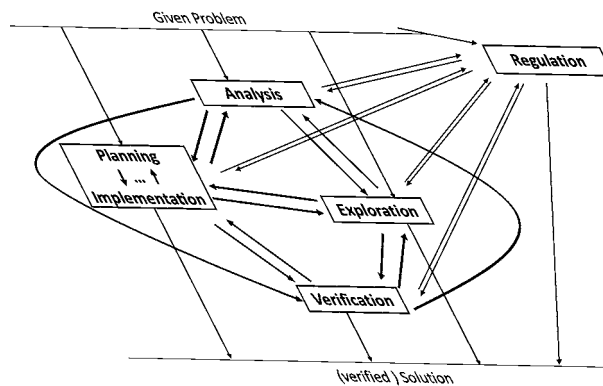 Given Problem
Regulation
Analysis
Planning
...
Implementation
Exploration
Verification
(verified ) Solution